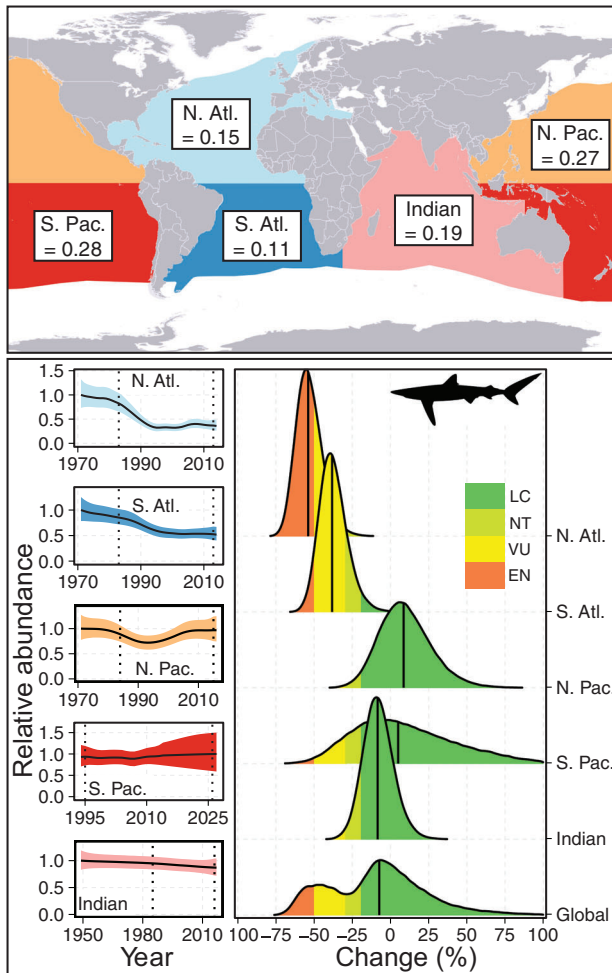 N. Atl.
= 0.15
N. Pac.
= 0.27
S. Pac.
= 0.28
S. Atl.
= 0.11
Indian
= 0.19
Relative abundance
1.5
1.0
0.5
0.0
N. Atl.
1970 1990 2010
1.0
0.5
0.0
S. Atl.
1970 1990 2010
1.0
0.5
0.0
N. Pac.
1970 1990 2010
1.5
1.0
0.5
0.0
S. Pac.
1995 2010 2025
1.0
0.5
0.0
Indian
1950 1980 2010
Year
LC
NT
VU
EN
N. Atl.
S. Atl.
N. Pac.
S. Pac.
Indian
Global
100 −75 −50 −25 0 25 50 75 100
Change (%)